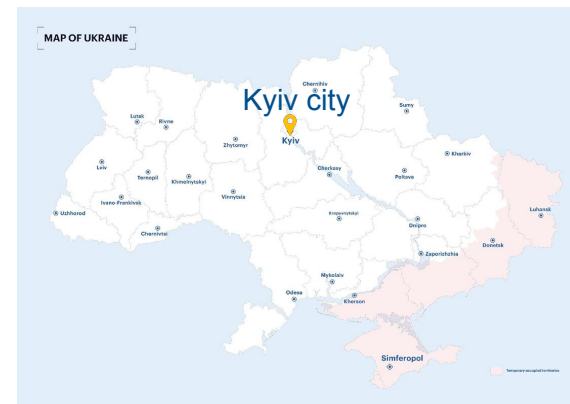 MAP OF UKRAINE
Kyiv city
Chernihiv
Sumy
Lutsk
Rivne
Zhytomyr
Kyiv
Kharkiv
Lviv
Ternopil
Khmelnytskyi
Cherkasy
Poltava
Vinnytsia
Ivano-Frankivsk
Uzhhorod
Luhansk
Kropyvnytskyi
Dnipro
Chernivtsi
Donetsk
Zaporizhzhia
Mykolaiv
Odesa
Kherson
Simferopol
Temporary occupied territories